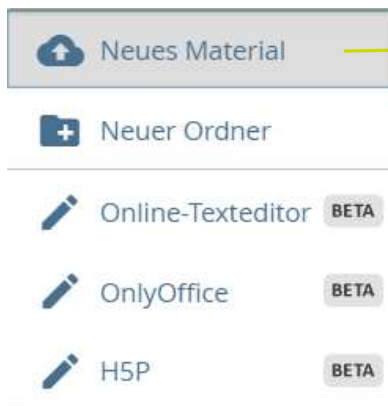 Neues Material
Neuer Ordner
Online-Texteditor BETA
OnlyOffice BETA
H5P BETA